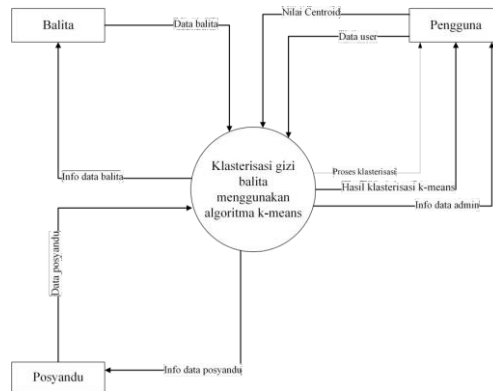 Balita
Data balita
Nilai Centroid
Pengguna
Data user
Klasterisasi gizi
balita
menggunakan
algoritma k-means
Proses klasterisasi
Info data balita
Hasil klasterisasi k-means
Info data admin
Data posyandu
Posyandu
Info data posyandu